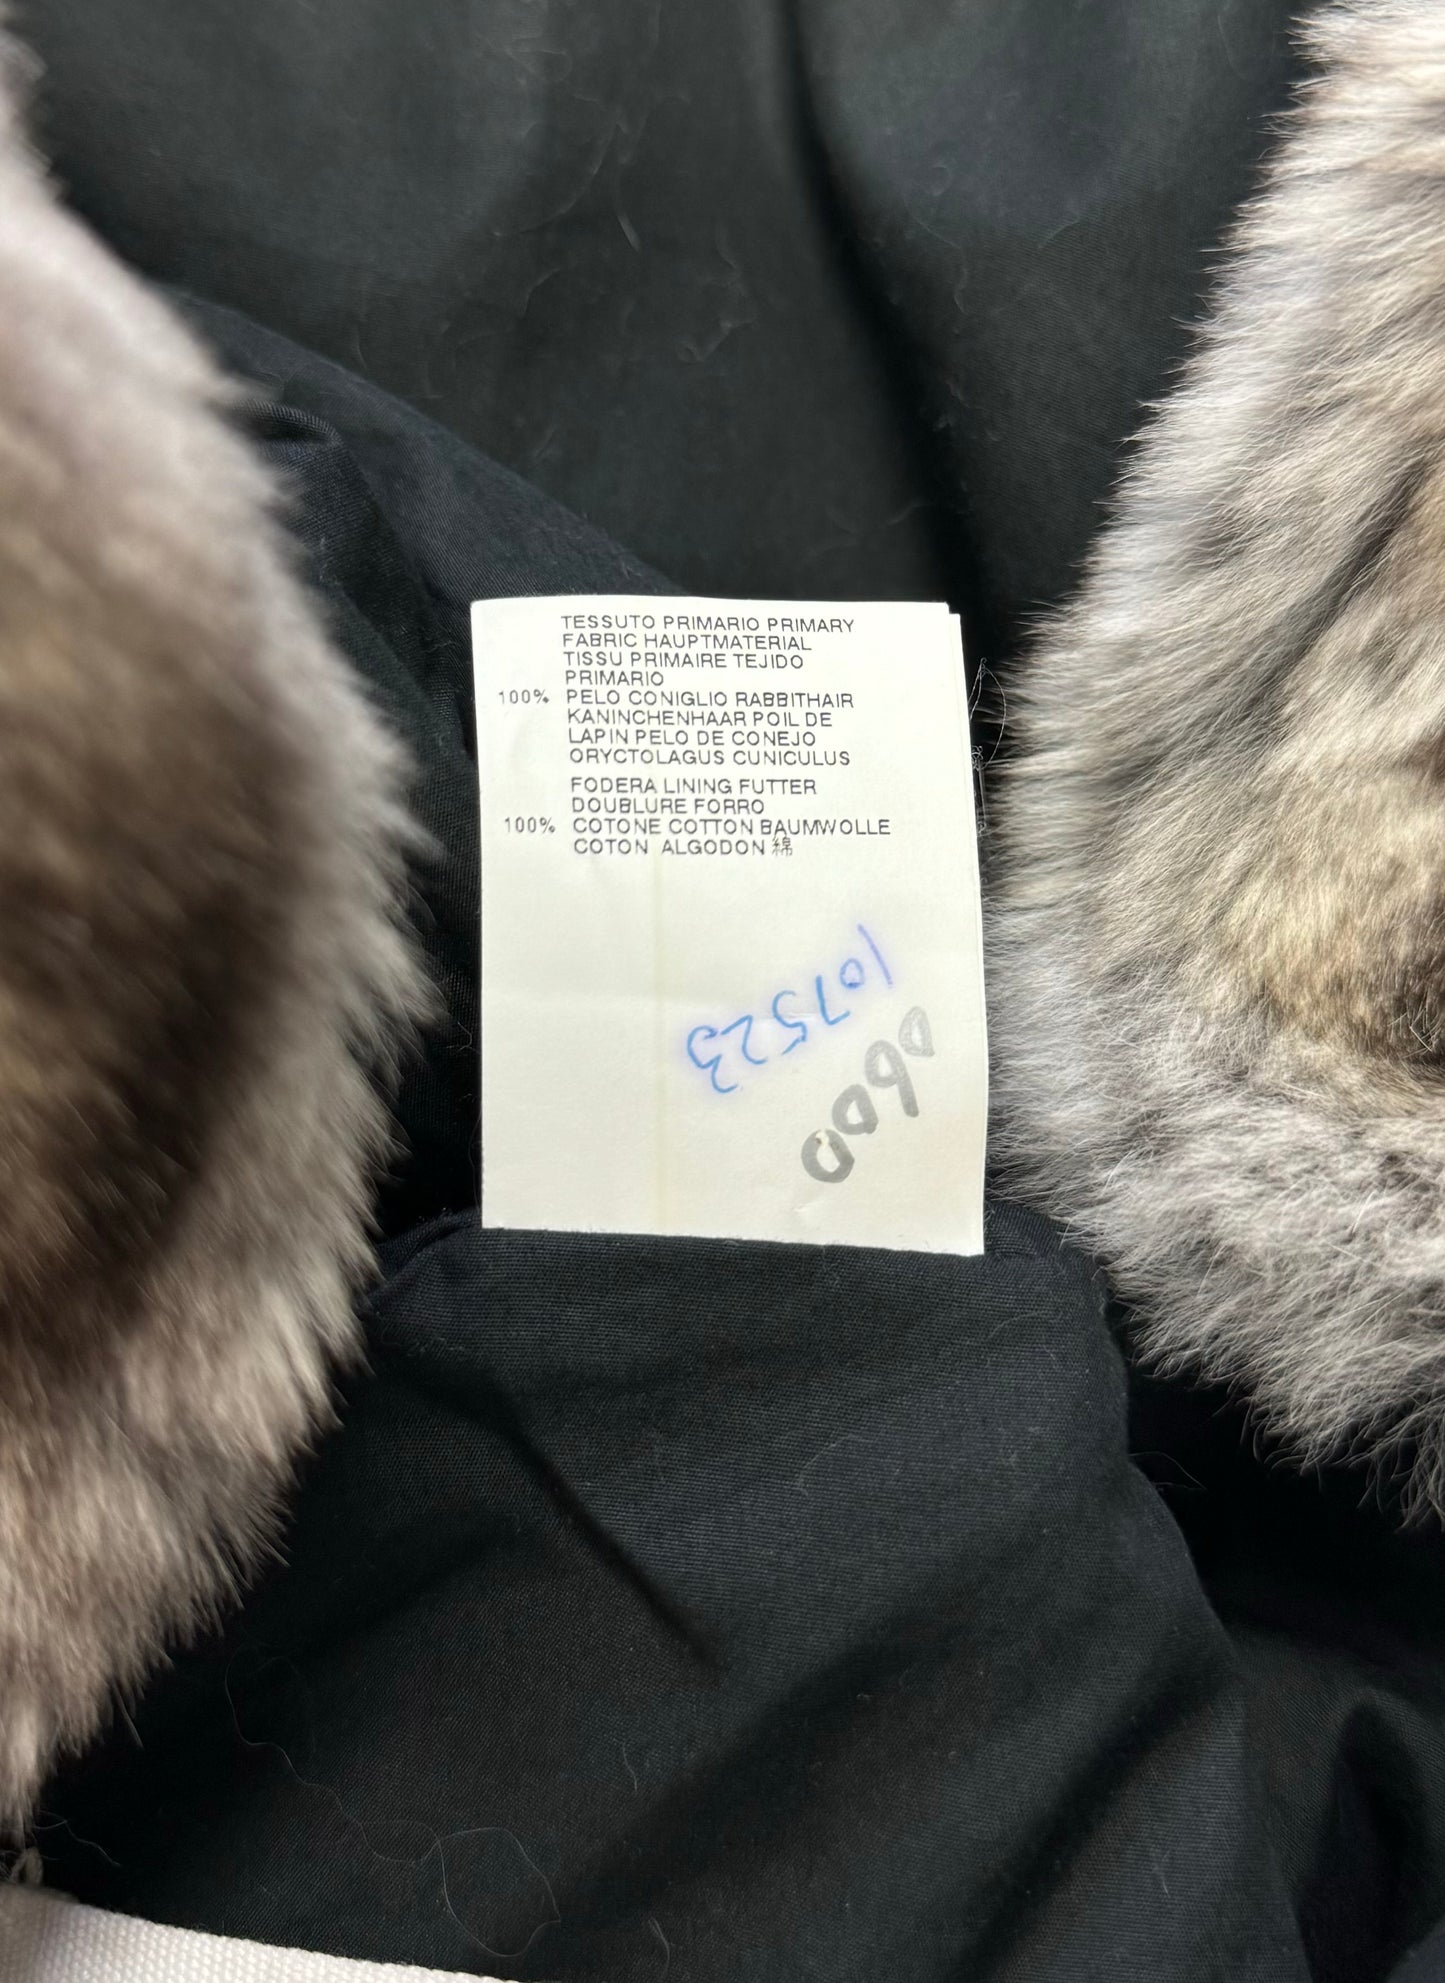 TESSUTO PRIMARIO PRIMARY
FABRIC HAUPTMATERIAL
TISSU PRIMAIRE TEJIDO
PRIMARIO
100% PELO CONIGLIO RABBITHAIR
KANINCHENHAAR POIL DE
LAPIN PELO DE CONEJO
ORYCTOLAGUS CUNICULUS
FODERA LINING FUTTER
DOUBLURE FORRO
100% COTONE COTTON BAUMWOLLE
COTON ALGODON 綿
107523
0600